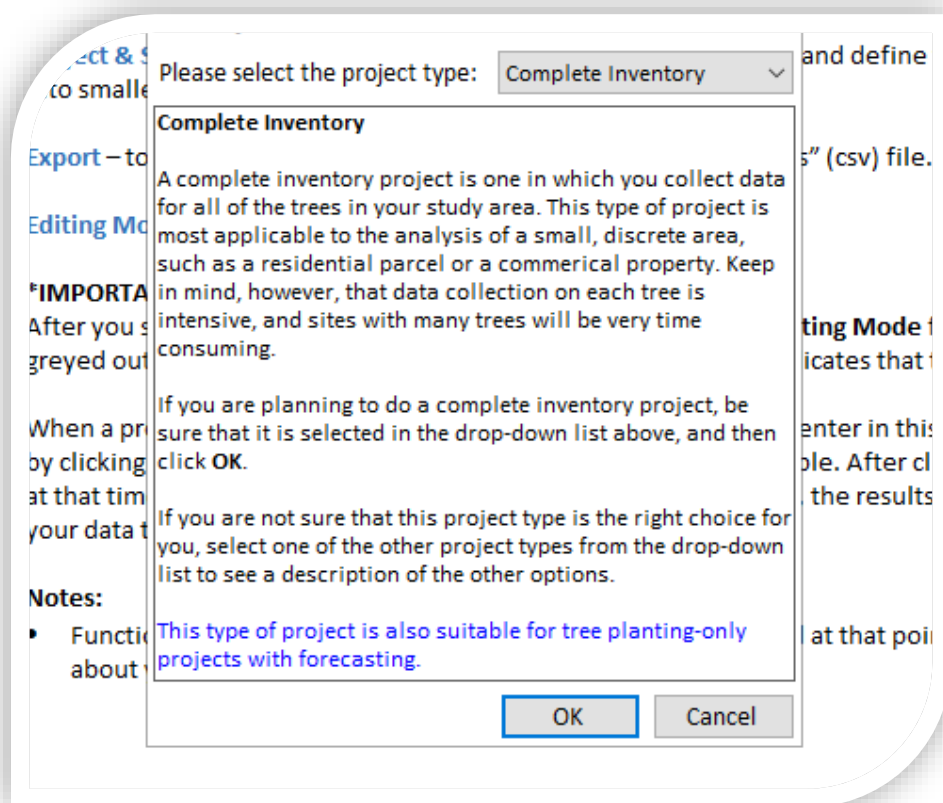 ect & S
Please select the project type: Complete Inventory
and define
to smalle
Complete Inventory
Export – to
s" (csv) file.
A complete inventory project is one in which you collect data
for all of the trees in your study area. This type of project is
most applicable to the analysis of a small, discrete area,
such as a residential parcel or a commerical property. Keep
in mind, however, that data collection on each tree is
intensive, and sites with many trees will be very time
consuming.
Editing Mo
*IMPORTA
After you s
ting Mode f
greyed out
icates that t
If you are planning to do a complete inventory project, be
sure that it is selected in the drop-down list above, and then
click OK.
When a pr
enter in this
by clicking
ble. After cl
at that tim
the results
your data t
If you are not sure that this project type is the right choice for
you, select one of the other project types from the drop-down
list to see a description of the other options.
Notes:
This type of project is also suitable for tree planting-only
projects with forecasting.
• Functio
at that poi
about
OK Cancel